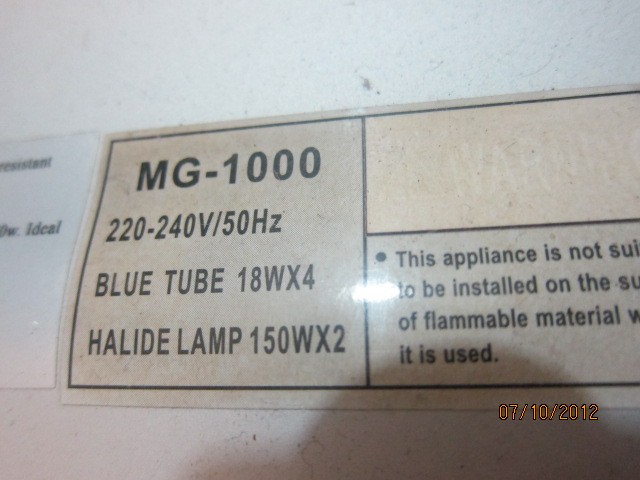 resistant
0w. Ideal
MG-1000
220-240V/50Hz
BLUE TUBE 18WX4
HALIDE LAMP 150WX2
WARNIN
• This appliance is not sui
to be installed on the su
of flammable material w
it is used.
07/10/2012